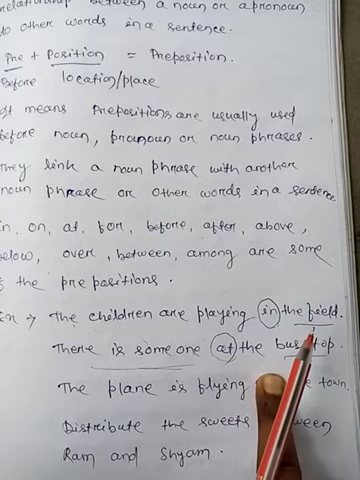 relationship between a noun or a pronoun
to other words in a sentence.
Pre + Position = Preposition.
Before location/place
It means Prepositions are usually used
before noun, pronoun or noun phrases.
They link a noun phrase with another
noun phrase or other words in a sentence
in, on, at, for, before, after, above,
below, over, between, among are some
of the prepositions.
Ex → The children are playing in the field.
There is some one at the bus top.
The plane is flying town.
Distribute the sweets ween
Ram and Shyam.